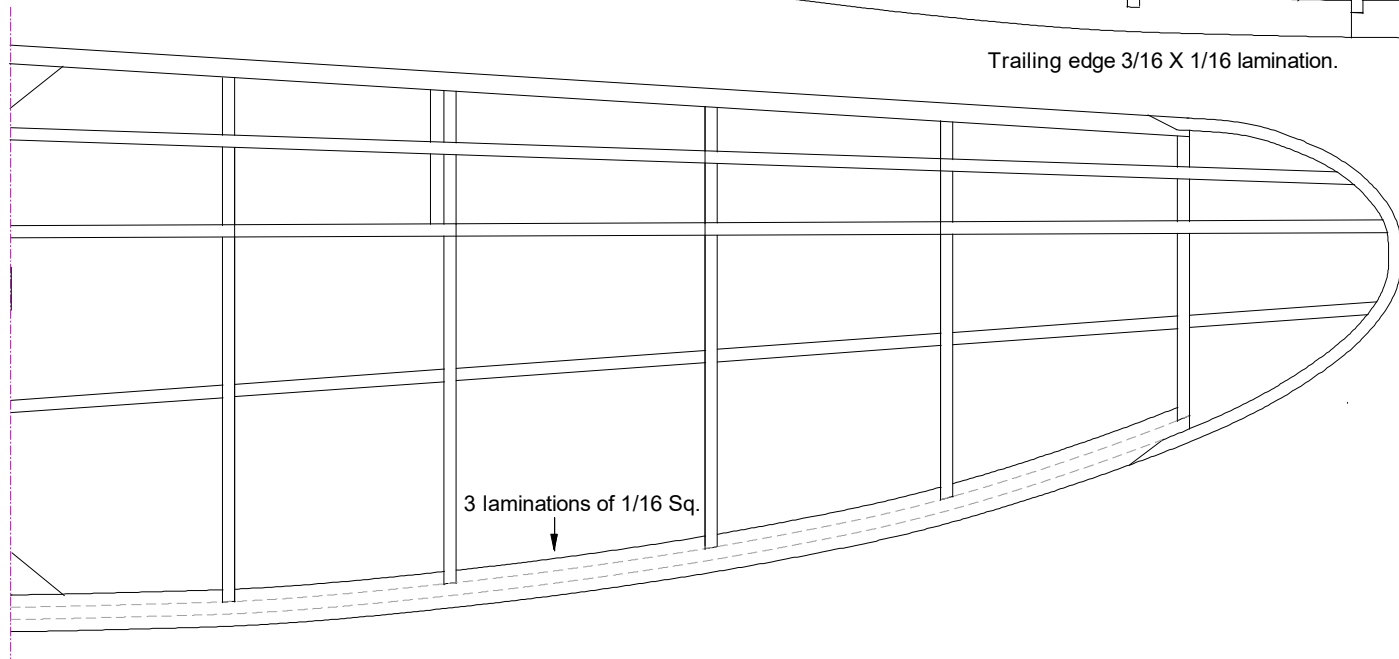 Trailing edge 3/16 X 1/16 lamination.
3 laminations of 1/16 Sq.